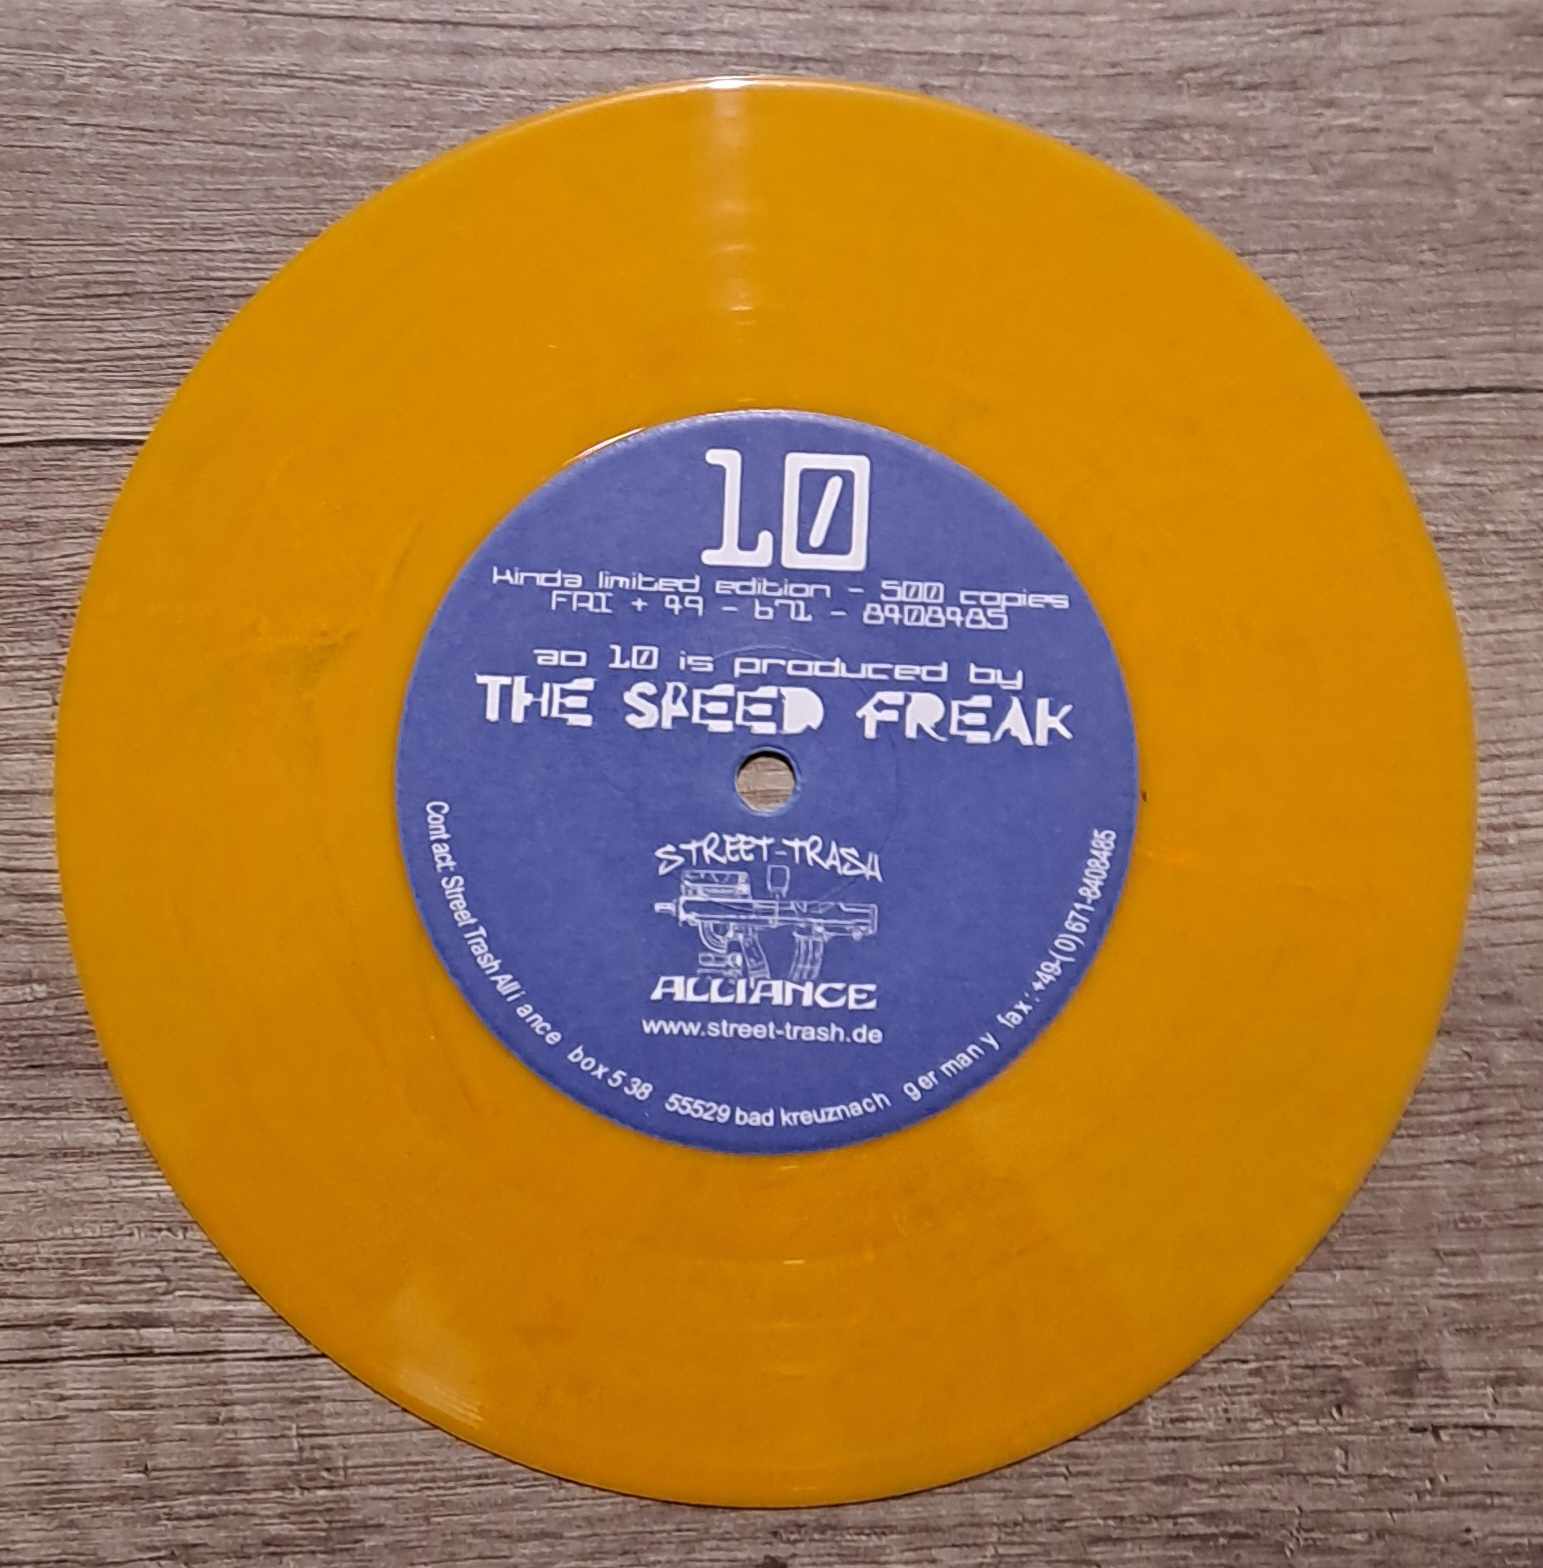 10
kinda limited edition - 500 copies
FAX + 49 - 671 - 8408485
ao 10 is produced by
THE SPEED FREAK
STREET-TRASH
ALLIANCE
www.street-trash.de
Contact: Street Trash Alliance box 538 55529 bad kreuznach germany fax: +49-(0)671-8408485